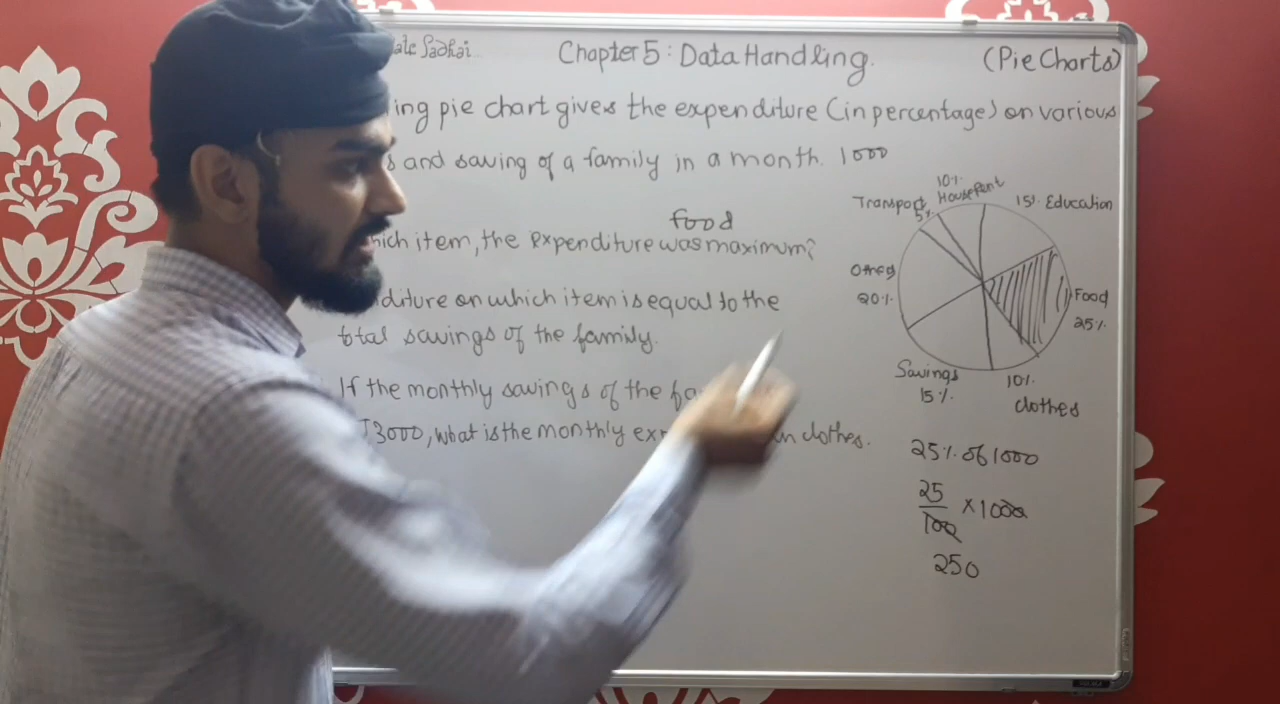 Chapter 5: Data Handling. (Pie Charts)
ing pie chart gives the expenditure (in percentage) on various
and saving of a family in a month. 1000
food
hich item, the expenditure was maximum?
diture on which item is equal to the
total savings of the family.
If the monthly savings of the fa
₹3000, what is the monthly exp in clothes.
10%
House Rent
Transport
5%
15% Education
Others
20%
Food
25%
Savings
15%
10%
clothes
25% of 1000
25/100 × 1000
250